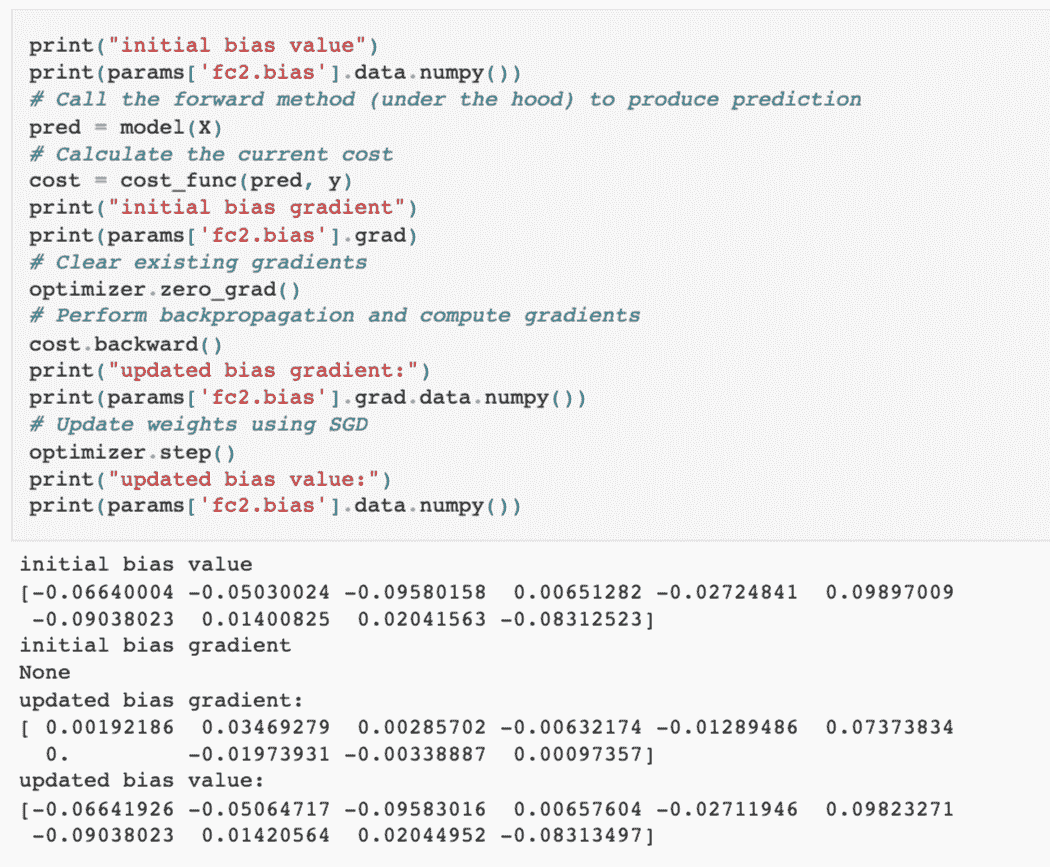 print("initial bias value")
print(params['fc2.bias'].data.numpy())
# Call the forward method (under the hood) to produce prediction
pred = model(X)
# Calculate the current cost
cost = cost_func(pred, y)
print("initial bias gradient")
print(params['fc2.bias'].grad)
# Clear existing gradients
optimizer.zero_grad()
# Perform backpropagation and compute gradients
cost.backward()
print("updated bias gradient:")
print(params['fc2.bias'].grad.data.numpy())
# Update weights using SGD
optimizer.step()
print("updated bias value:")
print(params['fc2.bias'].data.numpy())
initial bias value
[-0.06640004 -0.05030024 -0.09580158  0.00651282 -0.02724841  0.09897009
 -0.09038023  0.01400825  0.02041563 -0.08312523]
initial bias gradient
None
updated bias gradient:
[ 0.00192186  0.03469279  0.00285702 -0.00632174 -0.01289486  0.07373834
  0.         -0.01973931 -0.00338887  0.00097357]
updated bias value:
[-0.06641926 -0.05064717 -0.09583016  0.00657604 -0.02711946  0.09823271
 -0.09038023  0.01420564  0.02044952 -0.08313497]